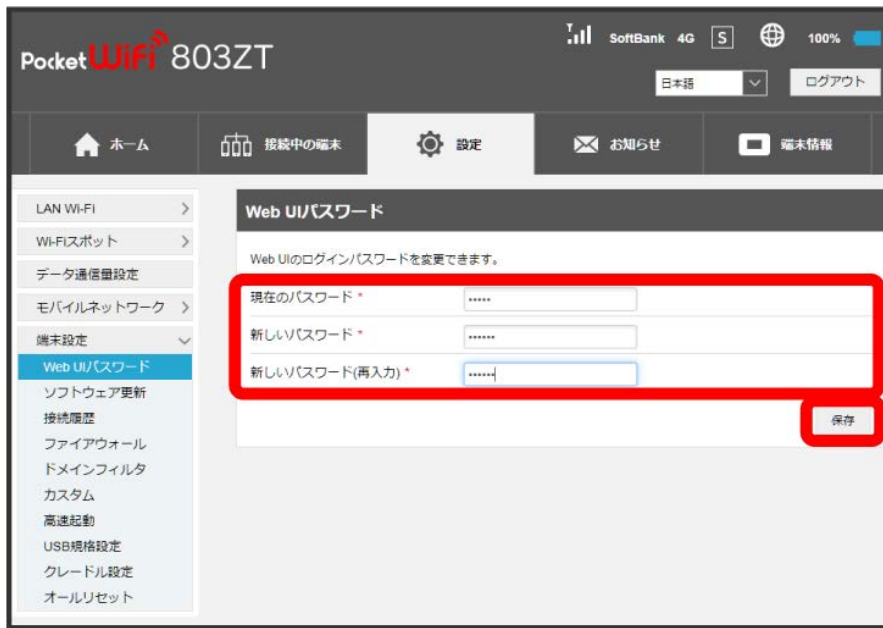 SoftBank 4G S 100%
Pocket WiFi 803ZT
日本語 ログアウト
ホーム 接続中の端末 設定 お知らせ 端末情報
LAN Wi-Fi
Wi-Fiスポット
データ通信量設定
モバイルネットワーク
端末設定
Web UIパスワード
ソフトウェア更新
接続履歴
ファイアウォール
ドメインフィルタ
カスタム
高速起動
USB規格設定
クレードル設定
オールリセット
Web UIパスワード
Web UIのログインパスワードを変更できます。
現在のパスワード * •••••
新しいパスワード * ••••••
新しいパスワード(再入力) * ••••••
保存